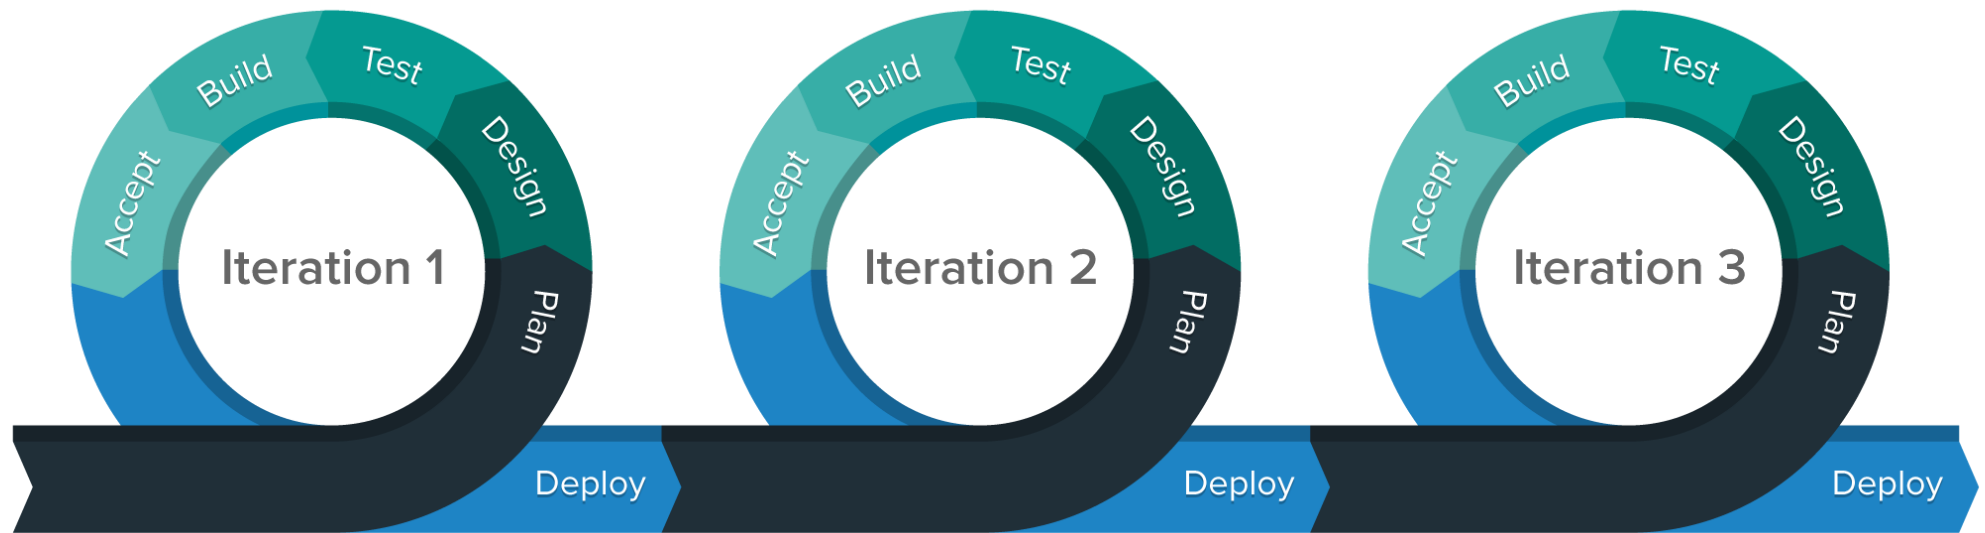 Accept
Build
Test
Design
Plan
Iteration 1
Deploy
Accept
Build
Test
Design
Plan
Iteration 2
Deploy
Accept
Build
Test
Design
Plan
Iteration 3
Deploy